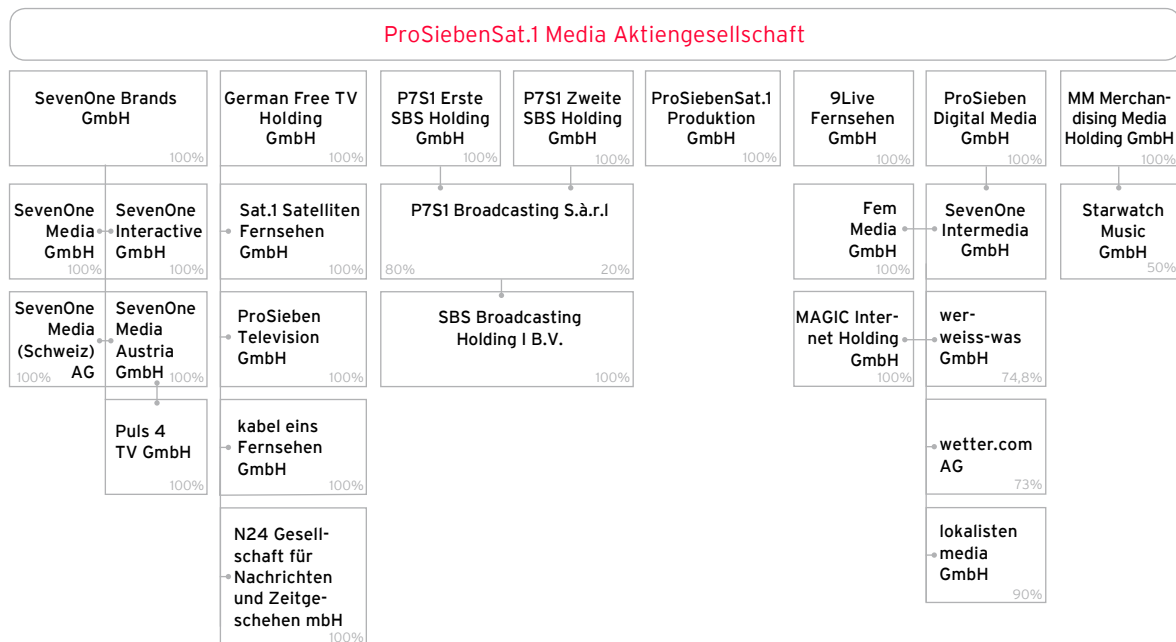 ProSiebenSat.1 Media Aktiengesellschaft
SevenOne Brands
GmbH
100%
German Free TV
Holding
GmbH
100%
P7S1 Erste
SBS Holding
GmbH
100%
P7S1 Zweite
SBS Holding
GmbH
100%
ProSiebenSat.1
Produktion
GmbH
100%
9Live
Fernsehen
GmbH
100%
ProSieben
Digital Media
GmbH
100%
MM Merchan-
dising Media
Holding GmbH
100%
SevenOne
Media
GmbH
100%
SevenOne
Interactive
GmbH
100%
Sat.1 Satelliten
Fernsehen
GmbH
100%
P7S1 Broadcasting S.à.r.l
80%
20%
Fem
Media
GmbH
100%
SevenOne
Intermedia
GmbH
100%
Starwatch
Music
GmbH
50%
SevenOne
Media
(Schweiz)
AG
100%
SevenOne
Media
Austria
GmbH
100%
ProSieben
Television
GmbH
100%
SBS Broadcasting
Holding I B.V.
100%
MAGIC Inter-
net Holding
GmbH
100%
wer-
weiss-was
GmbH
74,8%
Puls 4
TV GmbH
100%
kabel eins
Fernsehen
GmbH
100%
wetter.com
AG
73%
N24 Gesell-
schaft für
Nachrichten
und Zeitge-
schehen mbH
100%
lokalisten
media
GmbH
90%